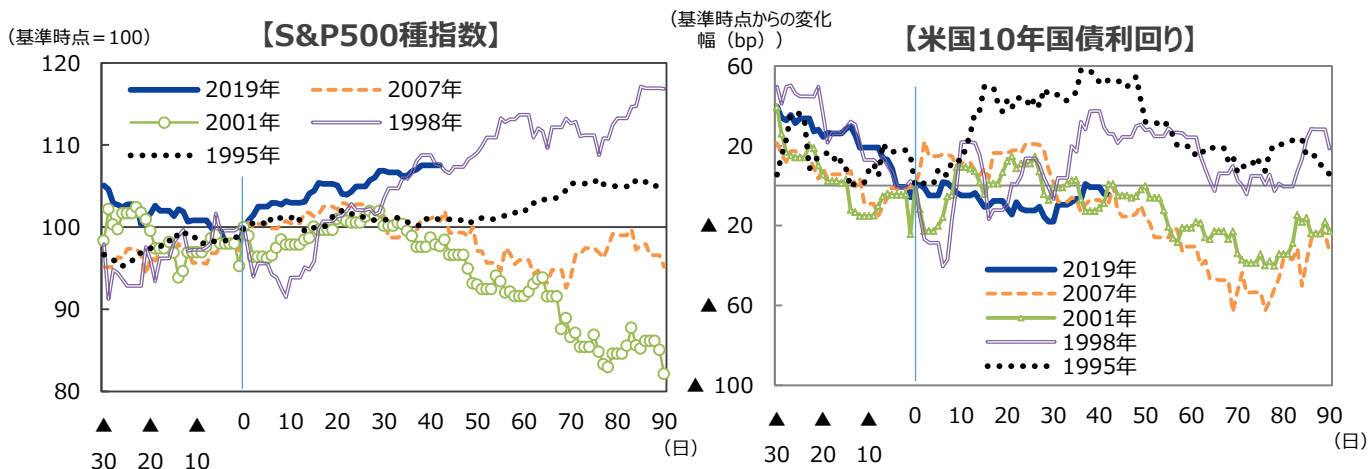 （基準時点＝100）
【S&P500種指数】
120
110
100
90
80
2019年
2007年
2001年
1998年
1995年
▲ ▲ ▲ 0 10 20 30 40 50 60 70 80 90
30 20 10
（日）
（基準時点からの変化
幅（bp））
【米国10年国債利回り】
60
20
▲ 20
▲ 60
▲ 100
2019年
2007年
2001年
1998年
1995年
▲ ▲ ▲ 0 10 20 30 40 50 60 70 80 90
30 20 10
（日）